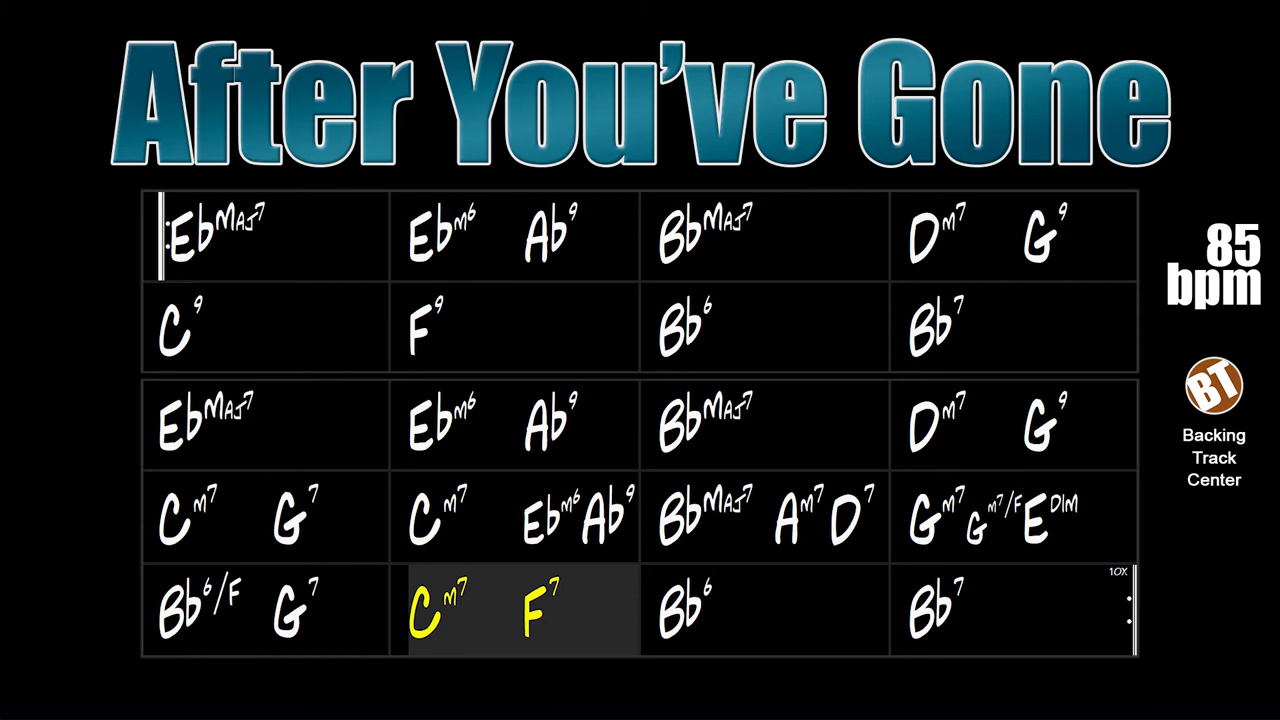 After You've Gone
EbMAJ7 Ebm6 Ab9 BbMAJ7 Dm7 G9
C9 F9 Bb6 Bb7
EbMAJ7 Ebm6 Ab9 BbMAJ7 Dm7 G9
Cm7 G7 Cm7 Ebm6 Ab9 BbMAJ7 Am7 D7 Gm7 Gm7/F EDIM
Bb6/F G7 Cm7 F7 Bb6 Bb7
10X
85
bpm
BT
Backing
Track
Center